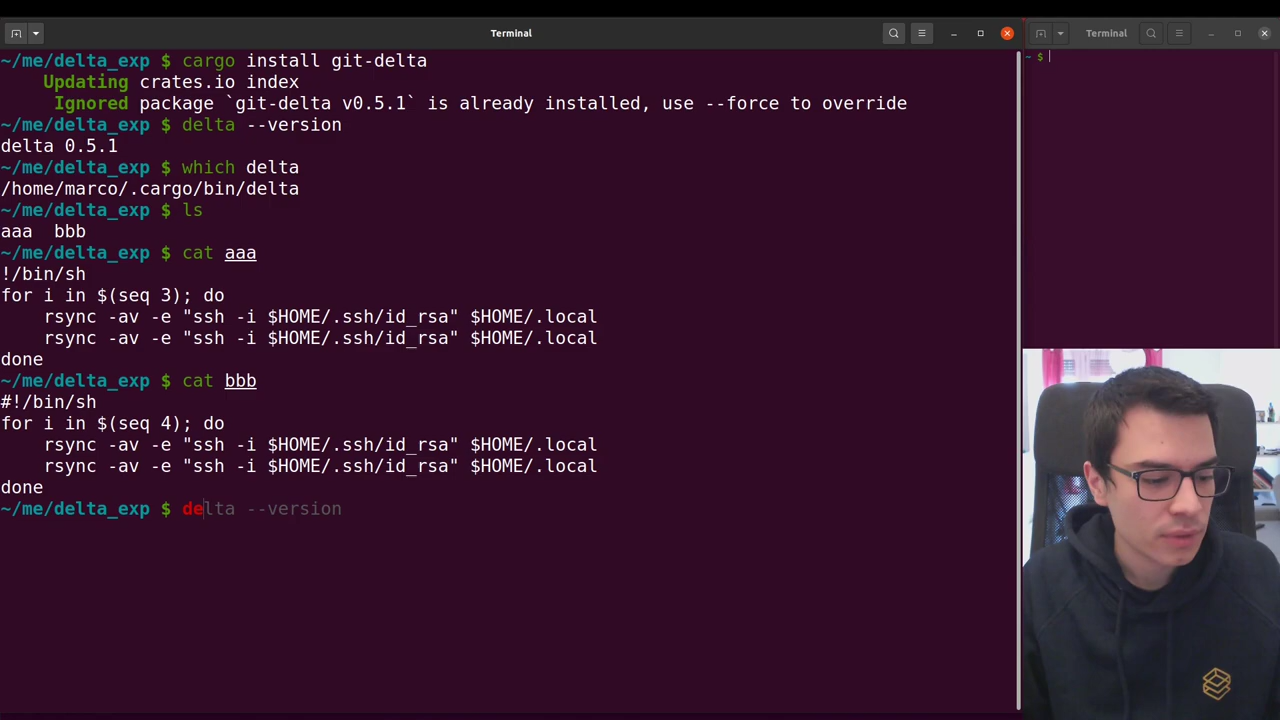 Terminal
~/me/delta_exp $ cargo install git-delta
    Updating crates.io index
     Ignored package `git-delta v0.5.1` is already installed, use --force to override
~/me/delta_exp $ delta --version
delta 0.5.1
~/me/delta_exp $ which delta
/home/marco/.cargo/bin/delta
~/me/delta_exp $ ls
aaa  bbb
~/me/delta_exp $ cat aaa
!/bin/sh
for i in $(seq 3); do
    rsync -av -e "ssh -i $HOME/.ssh/id_rsa" $HOME/.local
    rsync -av -e "ssh -i $HOME/.ssh/id_rsa" $HOME/.local
done
~/me/delta_exp $ cat bbb
#!/bin/sh
for i in $(seq 4); do
    rsync -av -e "ssh -i $HOME/.ssh/id_rsa" $HOME/.local
    rsync -av -e "ssh -i $HOME/.ssh/id_rsa" $HOME/.local
done
~/me/delta_exp $ delta --version
Terminal
~ $